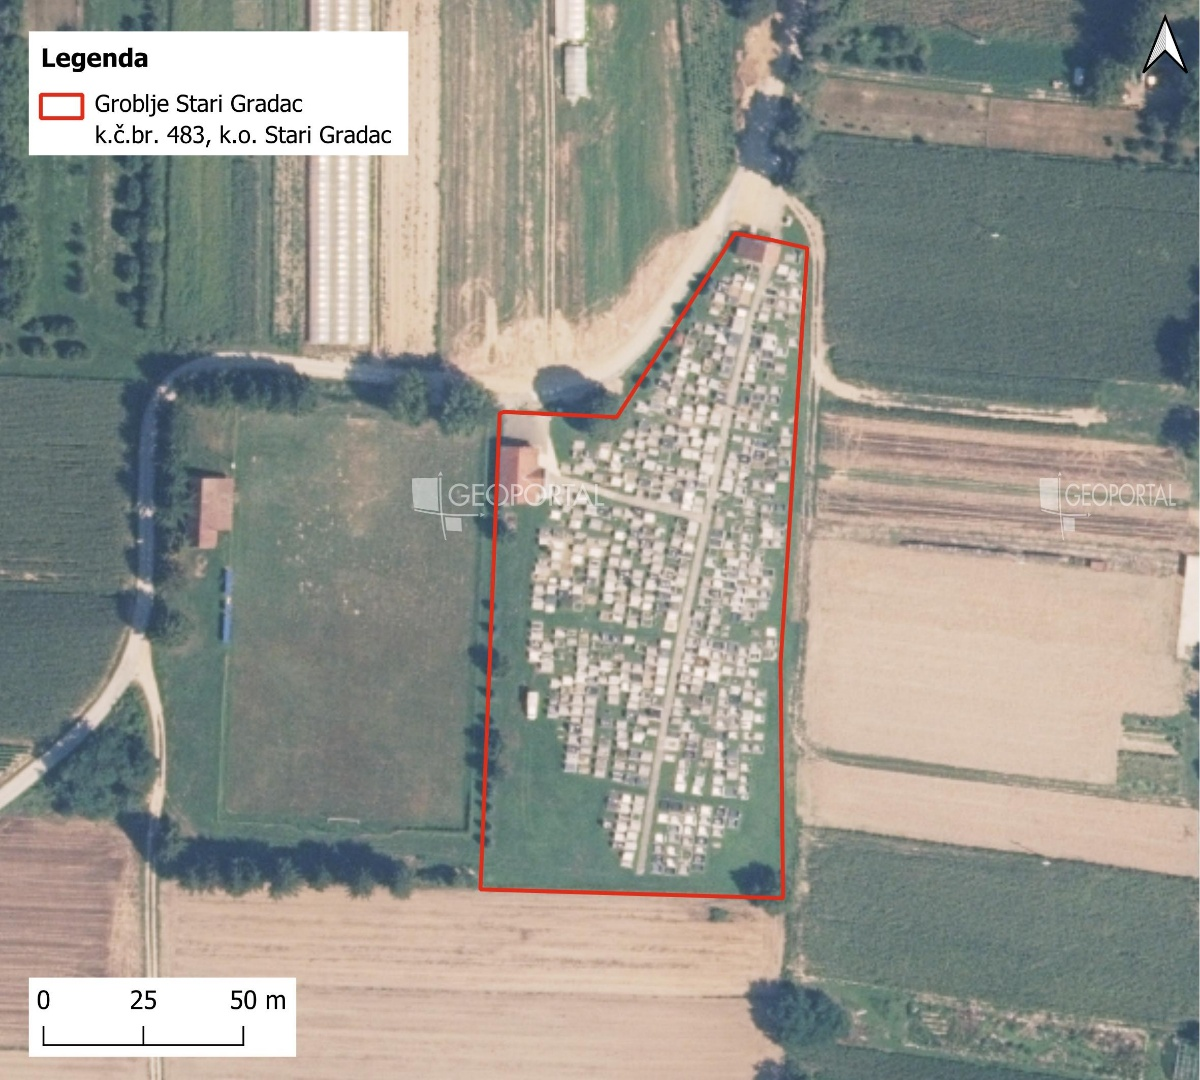 Legenda
Groblje Stari Gradac
k.č.br. 483, k.o. Stari Gradac
GEOPORTAL
GEOPORTAL
0 25 50 m